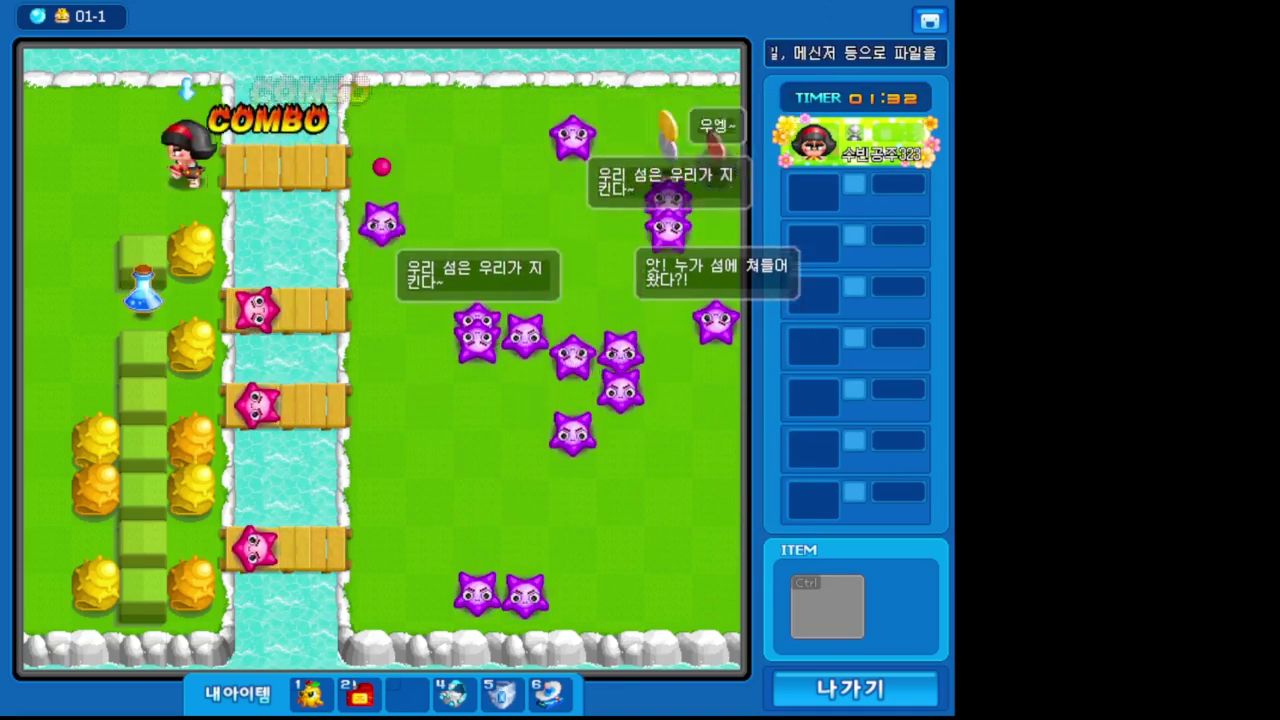 01-1
일, 메신저 등으로 파일을
TIMER 01:32
COMBO
COMBO
우엥~
우리 섬은 우리가 지
킨다~
수빈공주323
우리 섬은 우리가 지
킨다~
앗! 누가 섬에 쳐들어
왔다?!
ITEM
Ctrl
내아이템
1
2
4
5
6
나가기